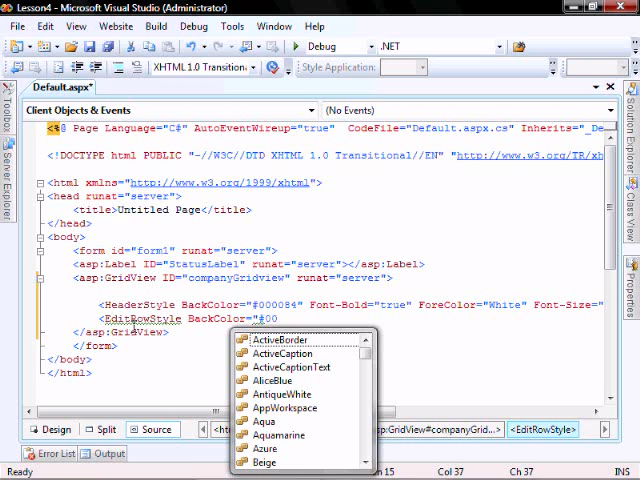 Lesson4 - Microsoft Visual Studio (Administrator)
File Edit View Website Build Debug Tools Window Help
Debug .NET
XHTML 1.0 Transition Style Application:
Default.aspx*
Client Objects & Events (No Events)
<%@ Page Language="C#" AutoEventWireup="true" CodeFile="Default.aspx.cs" Inherits="_De
<!DOCTYPE html PUBLIC "-//W3C//DTD XHTML 1.0 Transitional//EN" "http://www.w3.org/TR/xh
<html xmlns="http://www.w3.org/1999/xhtml">
<head runat="server">
<title>Untitled Page</title>
</head>
<body>
<form id="form1" runat="server">
<asp:Label ID="StatusLabel" runat="server"></asp:Label>
<asp:GridView ID="companyGridview" runat="server">
<HeaderStyle BackColor="#000084" Font-Bold="true" ForeColor="White" Font-Size="
<EditRowStyle BackColor="#00
</asp:GridView>
</form>
</body>
</html>
ActiveBorder
ActiveCaption
ActiveCaptionText
AliceBlue
AntiqueWhite
AppWorkspace
Aqua
Aquamarine
Azure
Beige
Toolbox
Server Explorer
Solution Explorer
Class View
Properties
Design Split Source <asp:GridView#companyGrid...> <EditRowStyle>
Error List Output
Ready Ln 15 Col 37 Ch 37 INS